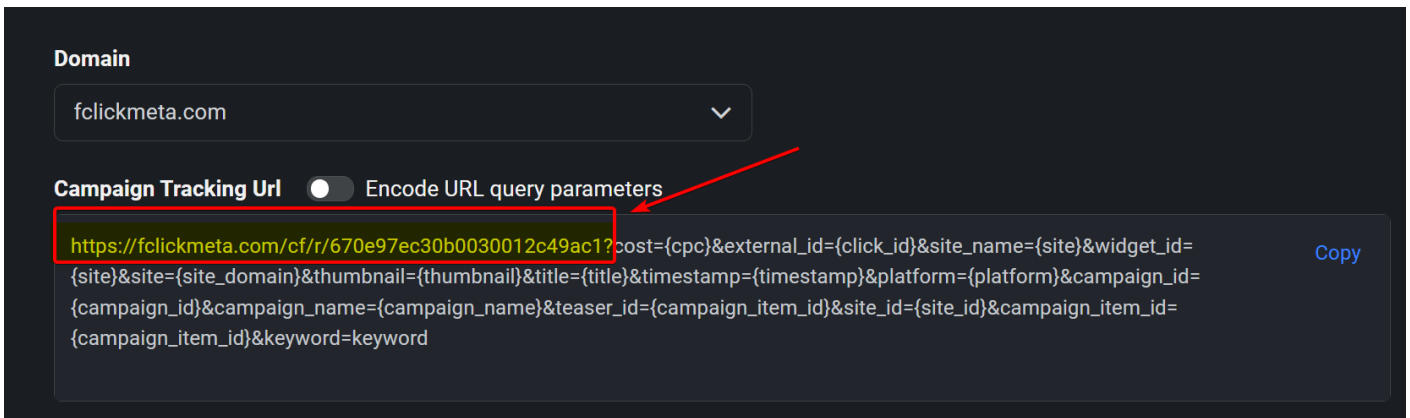 Domain
fclickmeta.com
Campaign Tracking Url Encode URL query parameters
https://fclickmeta.com/cf/r/670e97ec30b0030012c49ac1?cost={cpc}&external_id={click_id}&site_name={site}&widget_id=
{site}&site={site_domain}&thumbnail={thumbnail}&title={title}&timestamp={timestamp}&platform={platform}&campaign_id=
{campaign_id}&campaign_name={campaign_name}&teaser_id={campaign_item_id}&site_id={site_id}&campaign_item_id=
{campaign_item_id}&keyword=keyword
Copy